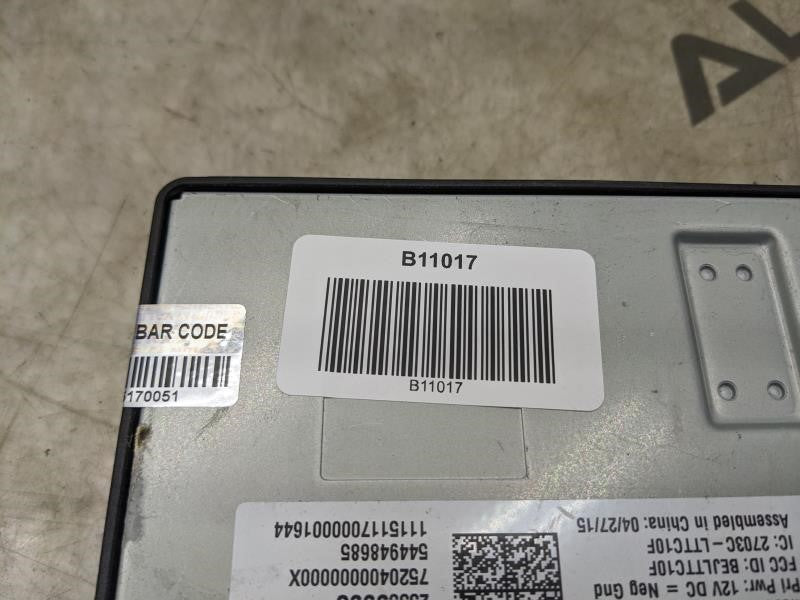 B11017
B11017
BAR CODE
170051
Pri Pwr: 12V DC = Neg Gnd
FCC ID: BEJLTTC10F
IC: 2703C-LTTC10F
Assembled in China: 04/27/15
75204000000000X
544948685
1115117000001644